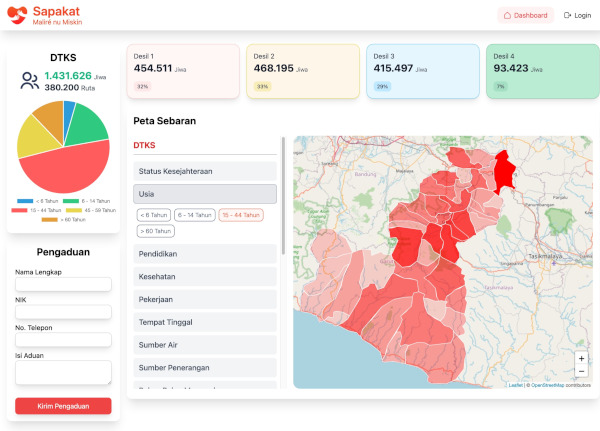 Sapakat
Maliré nu Miskin
Dashboard
Login
DTKS
1.431.626 Jiwa
380.200 Ruta
< 6 Tahun
6 - 14 Tahun
15 - 44 Tahun
45 - 59 Tahun
> 60 Tahun
Pengaduan
Nama Lengkap
NIK
No. Telepon
Isi Aduan
Kirim Pengaduan
Desil 1
454.511 Jiwa
32%
Desil 2
468.195 Jiwa
33%
Desil 3
415.497 Jiwa
29%
Desil 4
93.423 Jiwa
7%
Peta Sebaran
DTKS
Status Kesejahteraan
Usia
< 6 Tahun
6 - 14 Tahun
15 - 44 Tahun
> 60 Tahun
Pendidikan
Kesehatan
Pekerjaan
Tempat Tinggal
Sumber Air
Sumber Penerangan
Bandung
Majalaya
Tasikmalaya
Tasikmalaya
+
−
Leaflet | © OpenStreetMap contributors